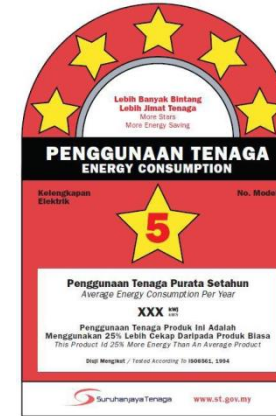 Lebih Banyak Bintang
Lebih Jimat Tenaga
More Stars
More Energy Saving
PENGGUNAAN TENAGA
ENERGY CONSUMPTION
Kelengkapan No. Mode
Elektrik
5
Penggunaan Tenaga Purata Setahun
Average Energy Consumption Per Year
XXX
Penggunaan Tenaga Produk Ini Adalah
Menggunakan 25% Lebih Cekap Daripada Produk Biasa
This Product Id 25% More Energy Than An Average Product
Diuji Mengikut / Tested According To ISO8561, 1994
Suruhanjaya Tenaga www.st.gov.my